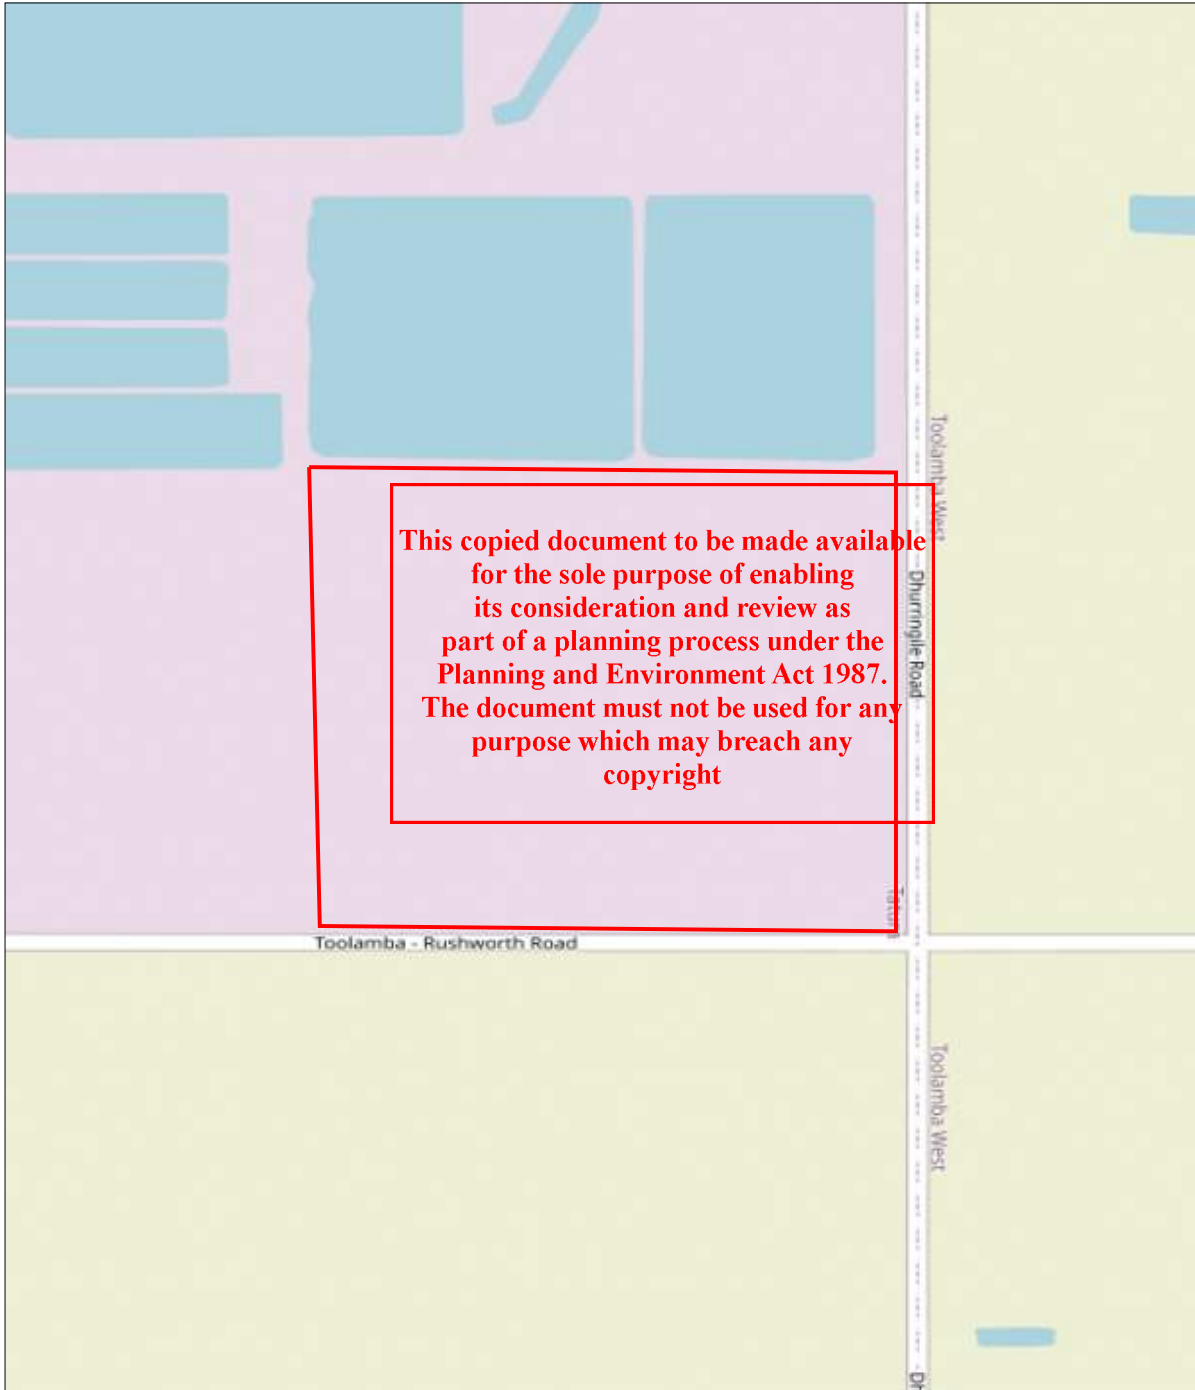 Toolamba West
This copied document to be made available
for the sole purpose of enabling
its consideration and review as
part of a planning process under the
Planning and Environment Act 1987.
The document must not be used for any
purpose which may breach any
copyright
Dhurringile Road
Toolamba - Rushworth Road
Toolamba West